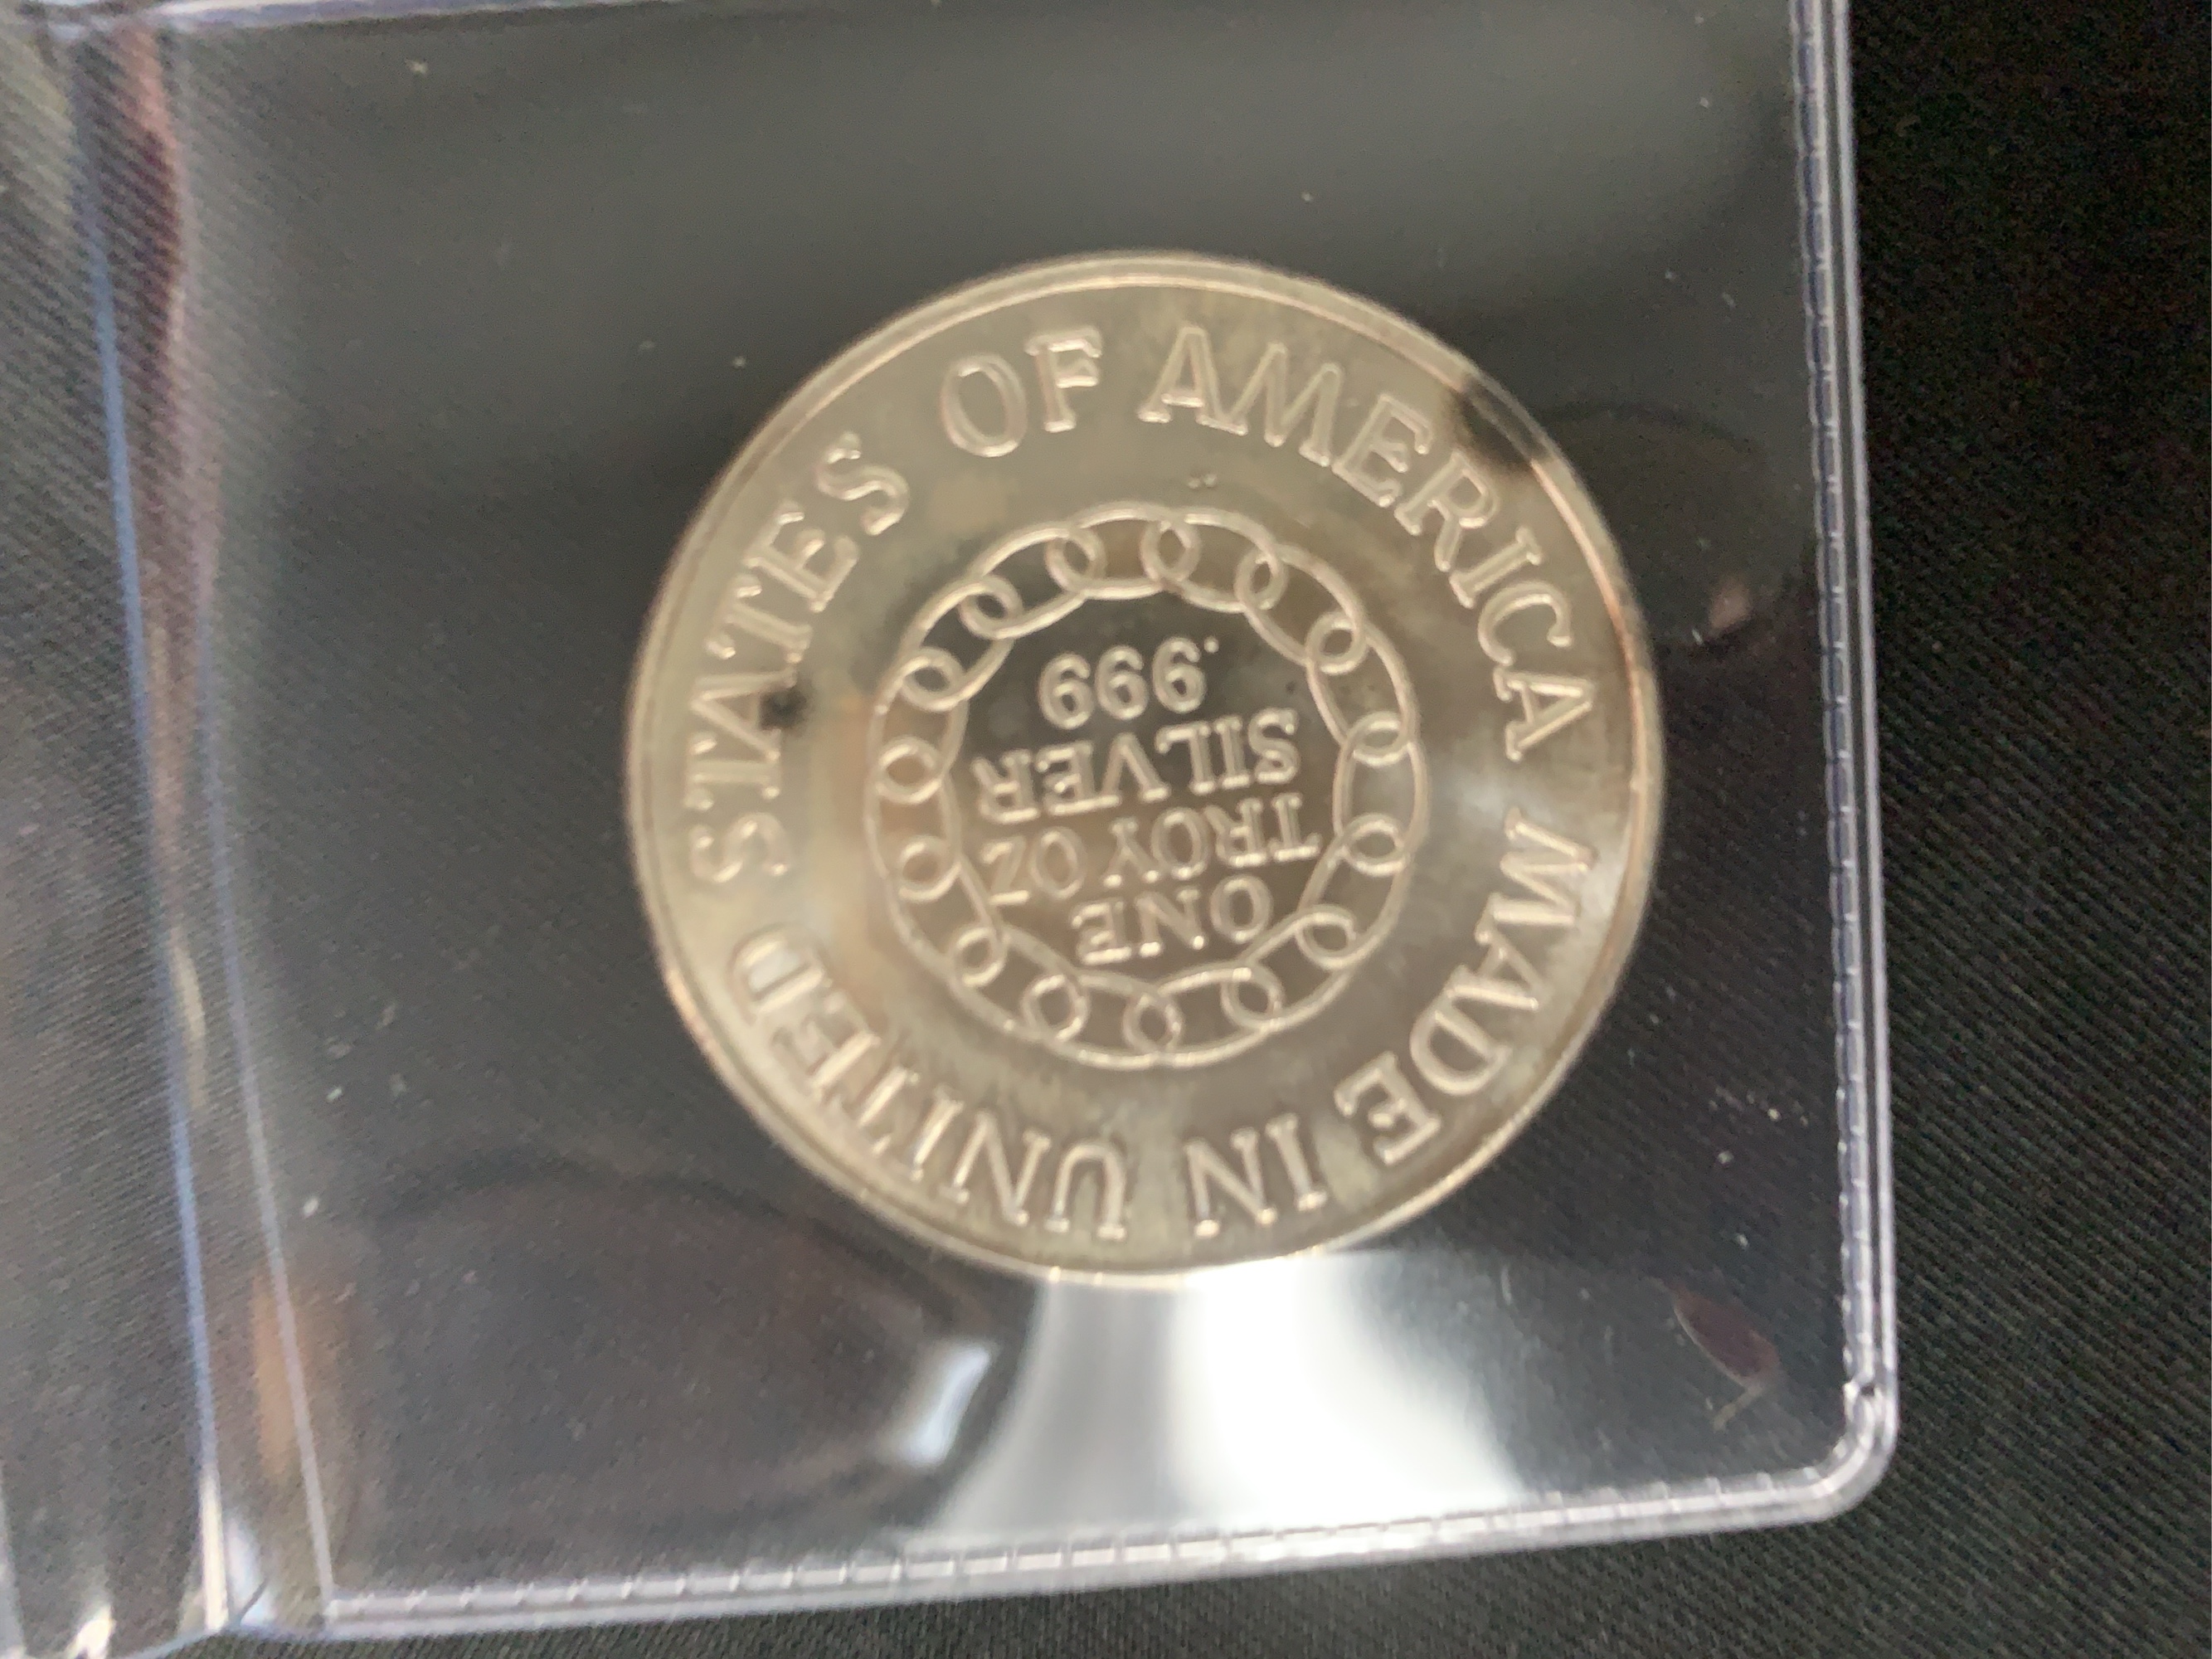 MADE IN UNITED STATES OF AMERICA
ONE
TROY OZ
SILVER
.999